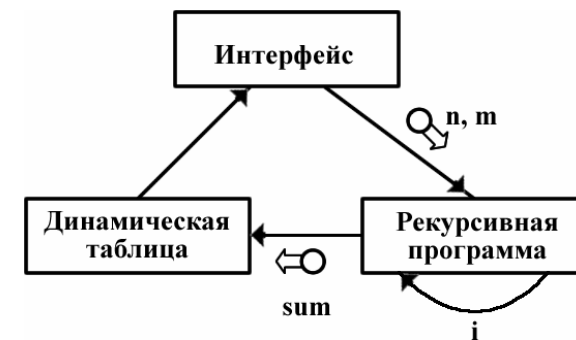 Интерфейс
n, m
Динамическая
таблица
Рекурсивная
программа
sum
i